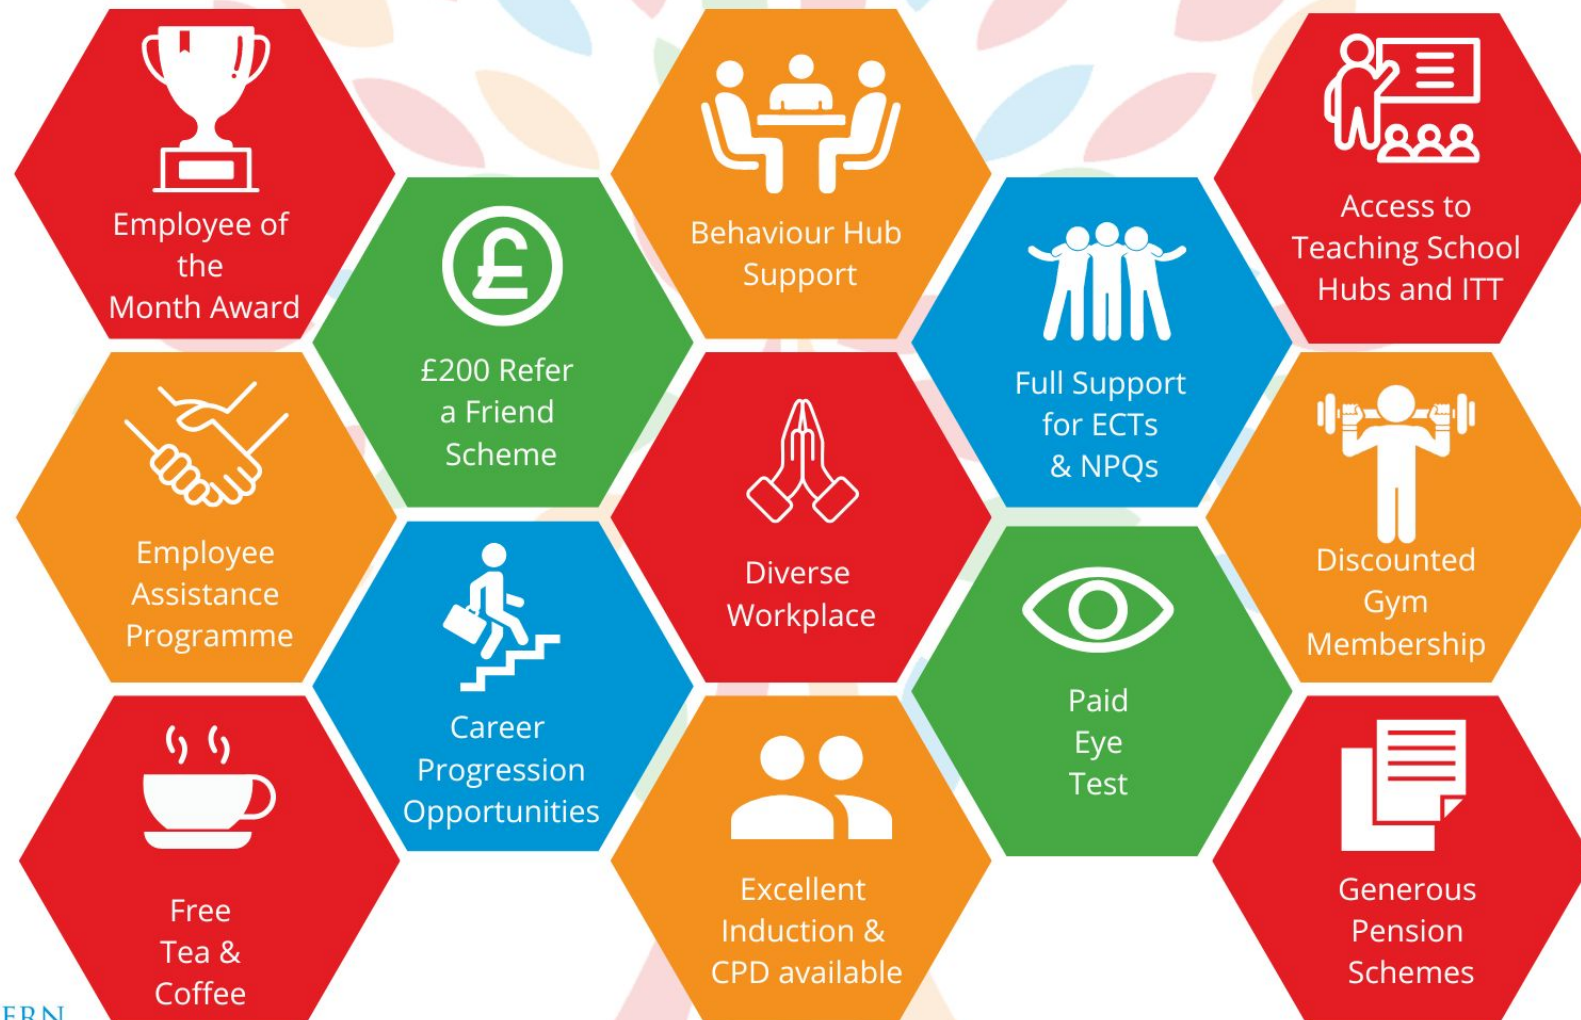 Employee of
the
Month Award
Behaviour Hub
Support
Access to
Teaching School
Hubs and ITT
£
£200 Refer
a Friend
Scheme
Full Support
for ECTs
& NPQs
Employee
Assistance
Programme
Diverse
Workplace
Discounted
Gym
Membership
Career
Progression
Opportunities
Paid
Eye
Test
Free
Tea &
Coffee
Excellent
Induction &
CPD available
Generous
Pension
Schemes